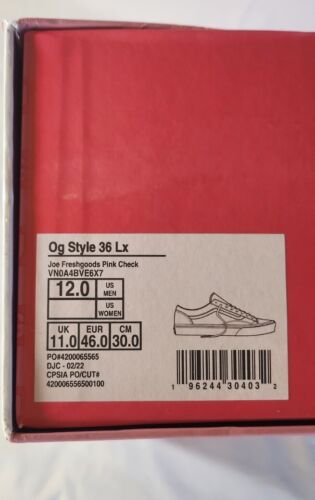 Og Style 36 Lx
Joe Freshgoods Pink Check
VN0A4BVE6X7
12.0 US MEN
US WOMEN
UK EUR CM
11.0 46.0 30.0
PO#4200065565
DJC - 02/22
CPSIA PO/CUT#
420006556500100
1 96244 30403 2